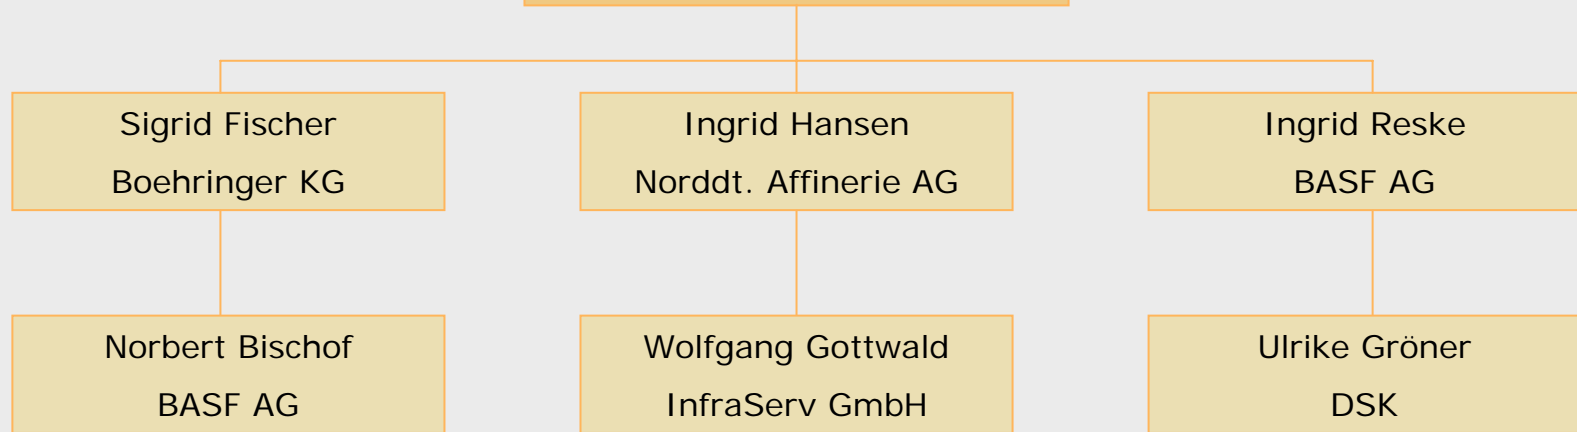 Sigrid Fischer
Boehringer KG
Ingrid Hansen
Norddt. Affinerie AG
Ingrid Reske
BASF AG
Norbert Bischof
BASF AG
Wolfgang Gottwald
InfraServ GmbH
Ulrike Gröner
DSK